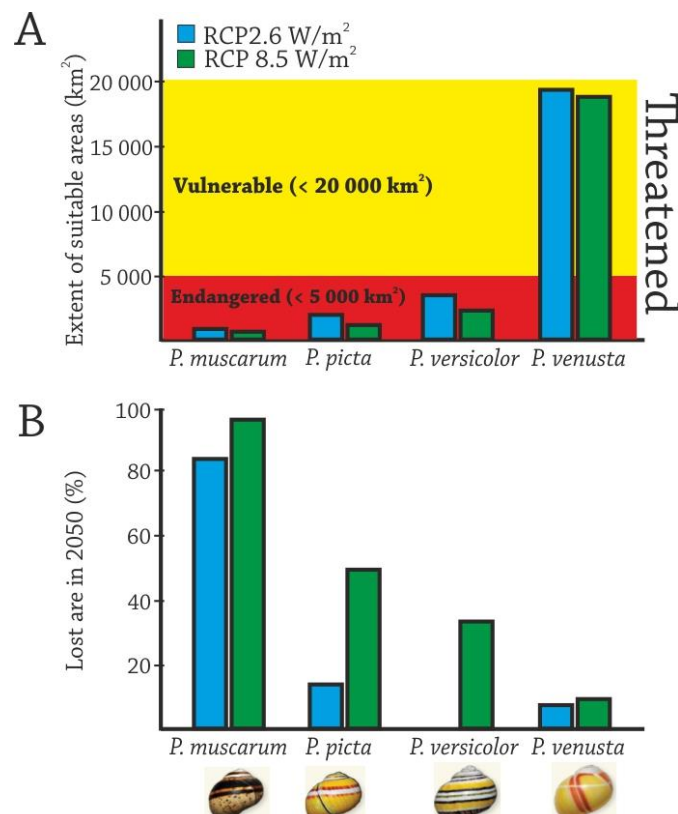 A
RCP2.6 W/m²
RCP 8.5 W/m²
Extent of suitable areas (km²)
20 000
15 000
10 000
5 000
Vulnerable (< 20 000 km²)
Endangered (< 5 000 km²)
Threatened
P. muscarum P. picta P. versicolor P. venusta
B
Lost are in 2050 (%)
100
80
60
40
20
P. muscarum P. picta P. versicolor P. venusta